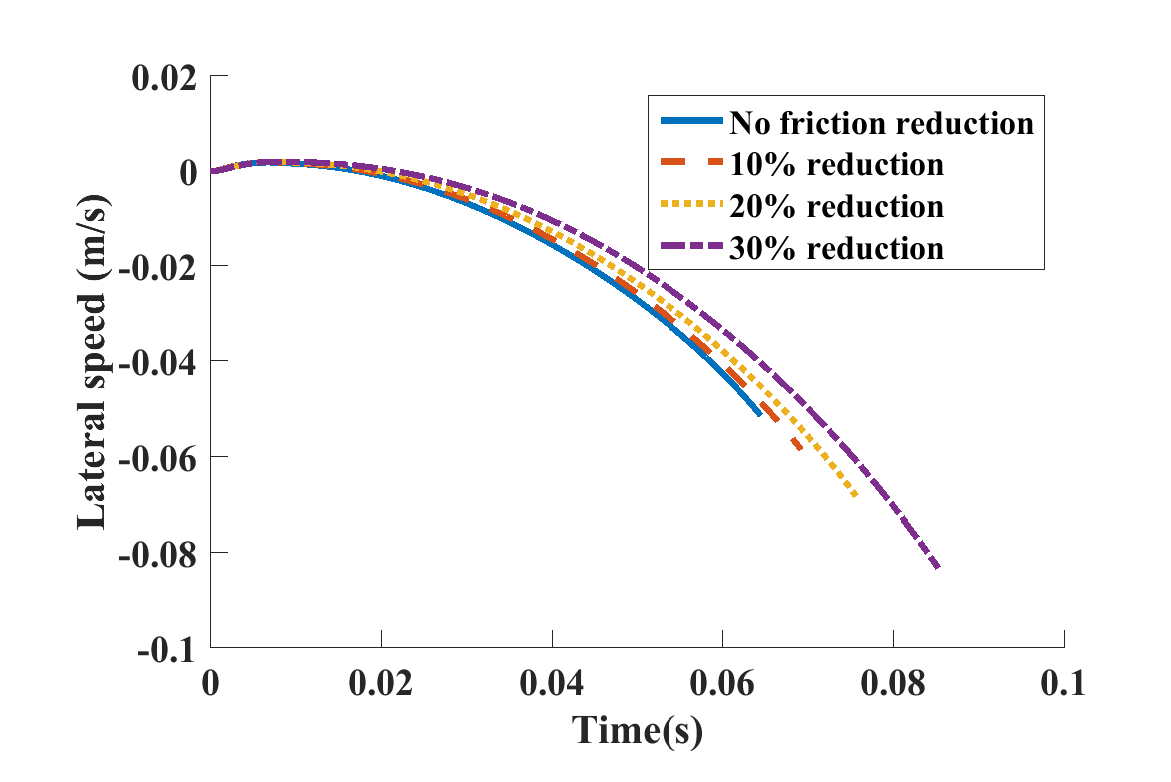 0.02
0
-0.02
-0.04
-0.06
-0.08
-0.1
Lateral speed (m/s)
No friction reduction
10% reduction
20% reduction
30% reduction
0 0.02 0.04 0.06 0.08 0.1
Time(s)